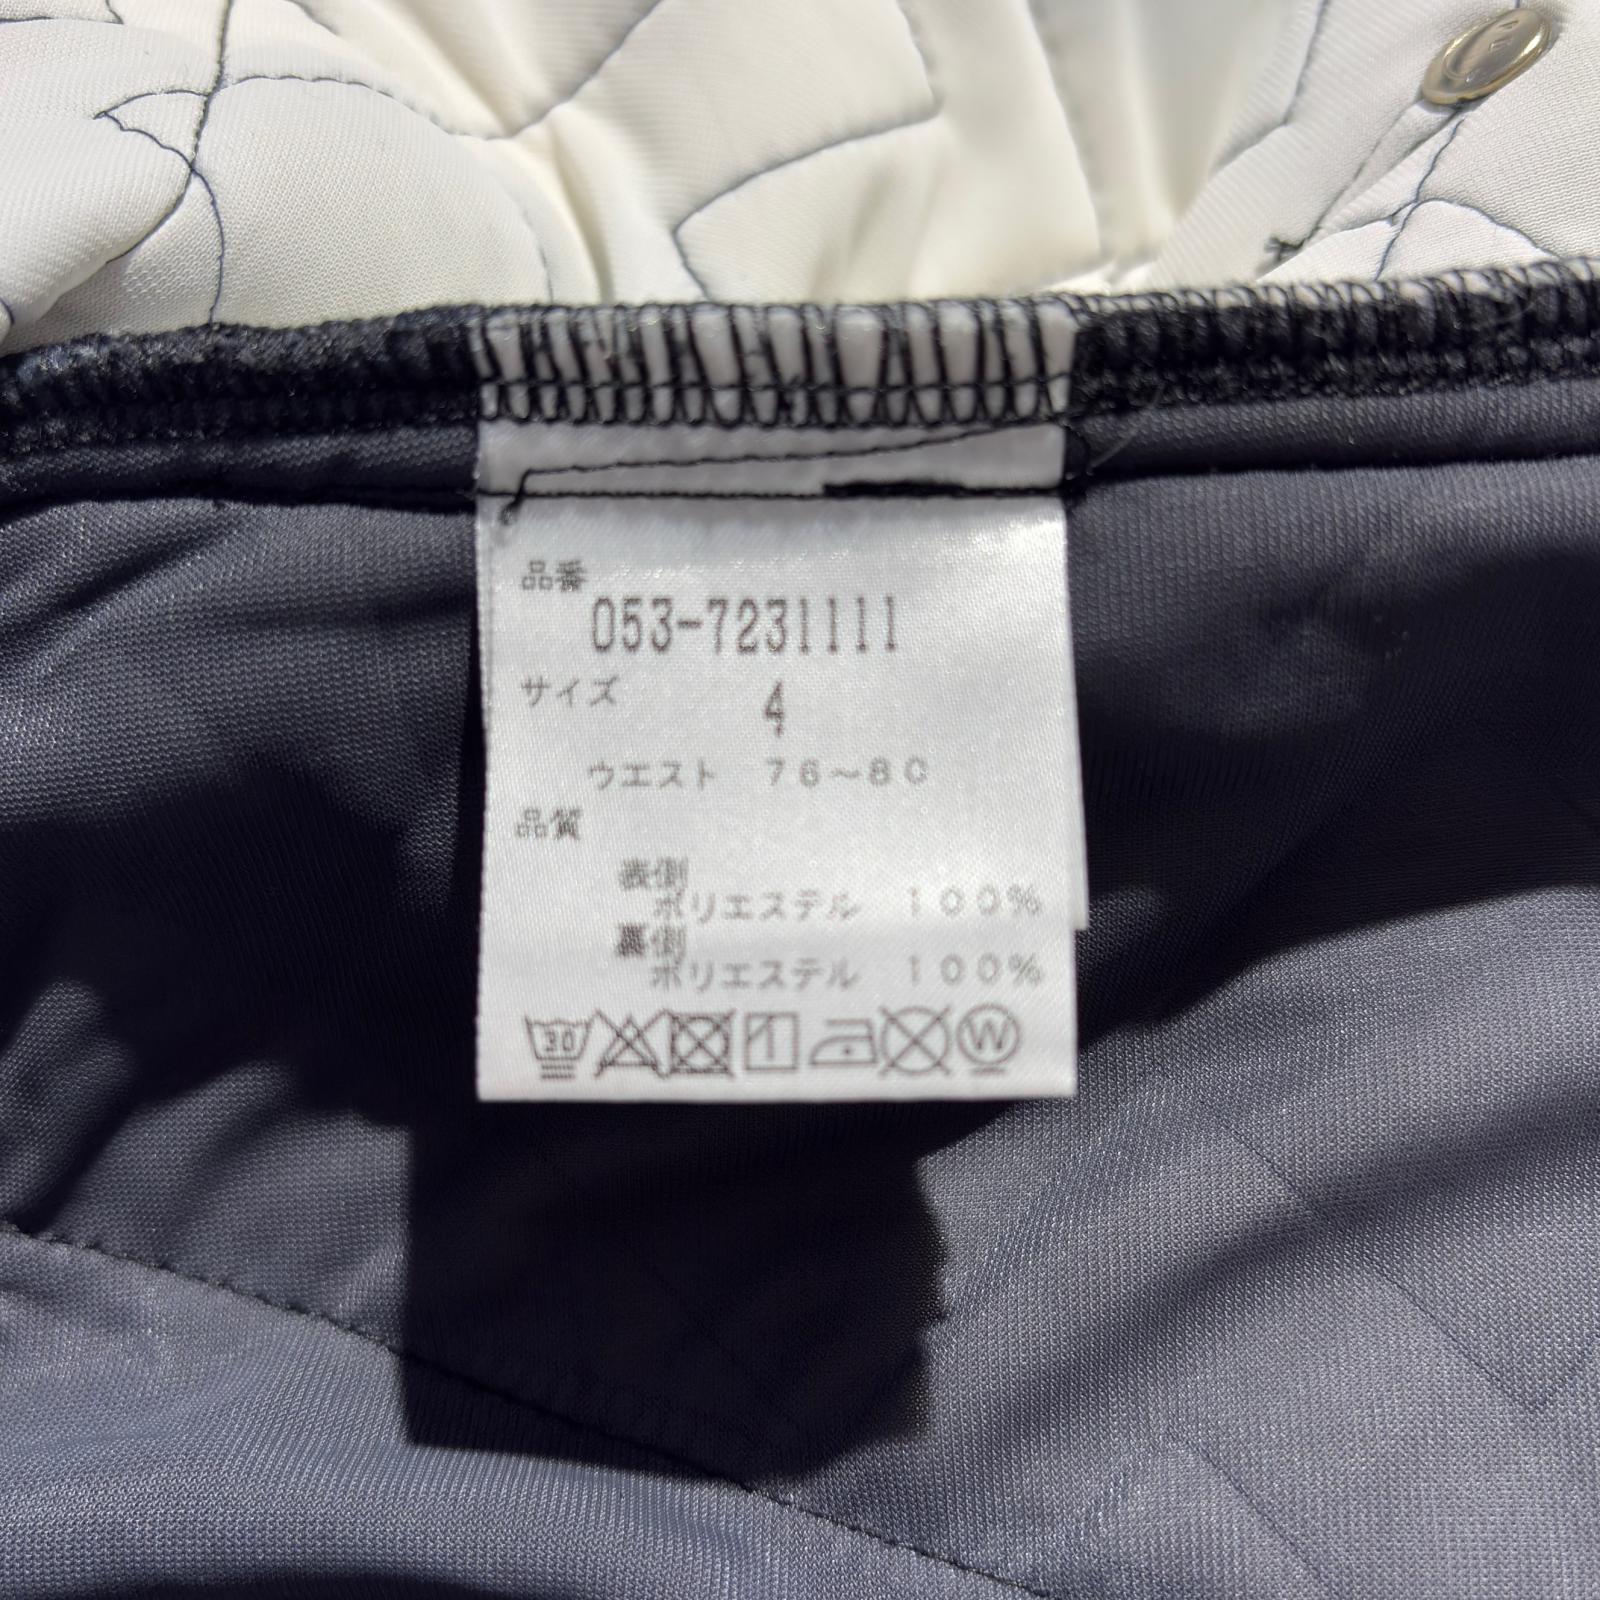 品番
053-7231111
サイズ 4
ウエスト 76～80
品質
表側
ポリエステル 100%
裏側
ポリエステル 100%
30 W